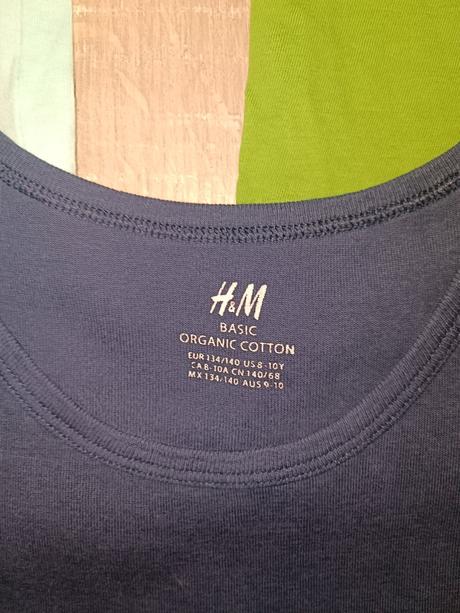 H&M
BASIC
ORGANIC COTTON
EUR 134/140 US 8-10Y
CA 8-10A CN 140/68
MX 134/140 AUS 9-10